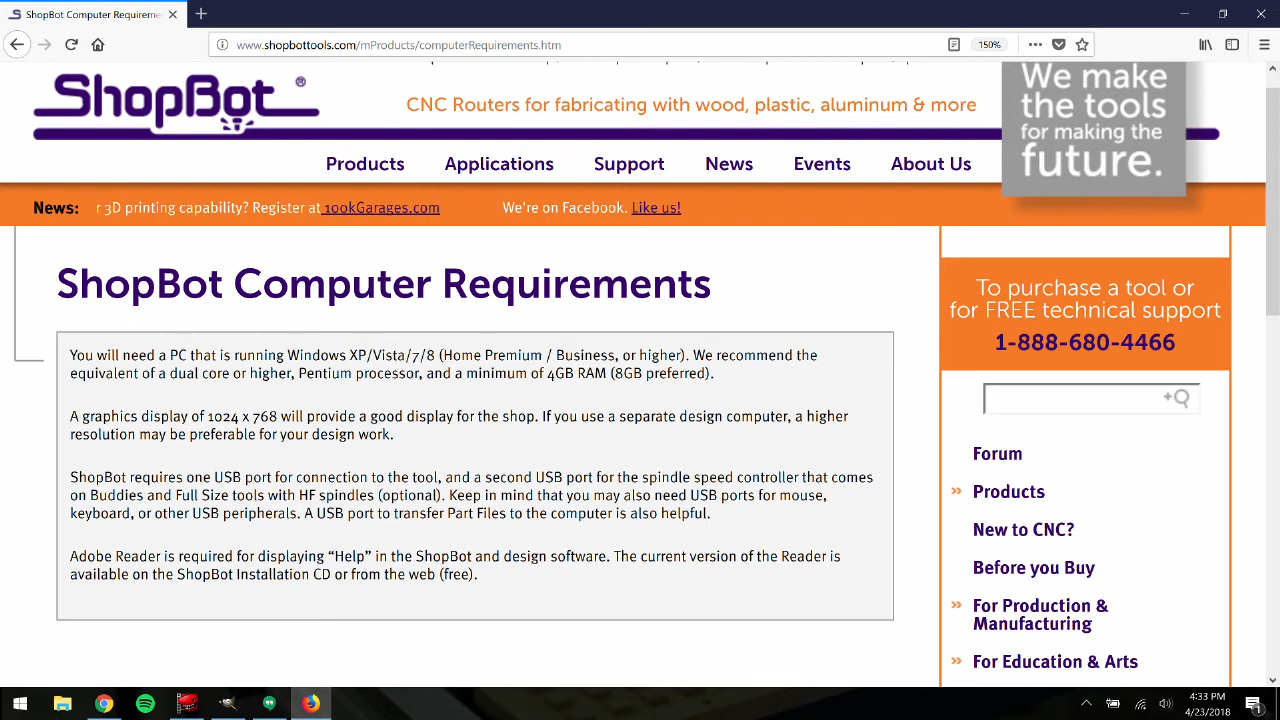 ShopBot Computer Requireme
www.shopbottools.com/mProducts/computerRequirements.htm
150%
ShopBot®
CNC Routers for fabricating with wood, plastic, aluminum & more
We make
the tools
for making the
future.
Products
Applications
Support
News
Events
About Us
News:
r 3D printing capability? Register at 100kGarages.com
We're on Facebook. Like us!
ShopBot Computer Requirements
You will need a PC that is running Windows XP/Vista/7/8 (Home Premium / Business, or higher). We recommend the
equivalent of a dual core or higher, Pentium processor, and a minimum of 4GB RAM (8GB preferred).
A graphics display of 1024 x 768 will provide a good display for the shop. If you use a separate design computer, a higher
resolution may be preferable for your design work.
ShopBot requires one USB port for connection to the tool, and a second USB port for the spindle speed controller that comes
on Buddies and Full Size tools with HF spindles (optional). Keep in mind that you may also need USB ports for mouse,
keyboard, or other USB peripherals. A USB port to transfer Part Files to the computer is also helpful.
Adobe Reader is required for displaying “Help” in the ShopBot and design software. The current version of the Reader is
available on the ShopBot Installation CD or from the web (free).
To purchase a tool or
for FREE technical support
1-888-680-4466
Forum
Products
New to CNC?
Before you Buy
For Production &
Manufacturing
For Education & Arts
4:33 PM
4/23/2018
1